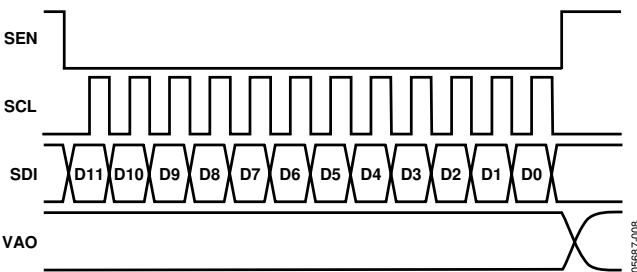 SEN
SCL
SDI D11 D10 D9 D8 D7 D6 D5 D4 D3 D2 D1 D0
VAO
05687-008